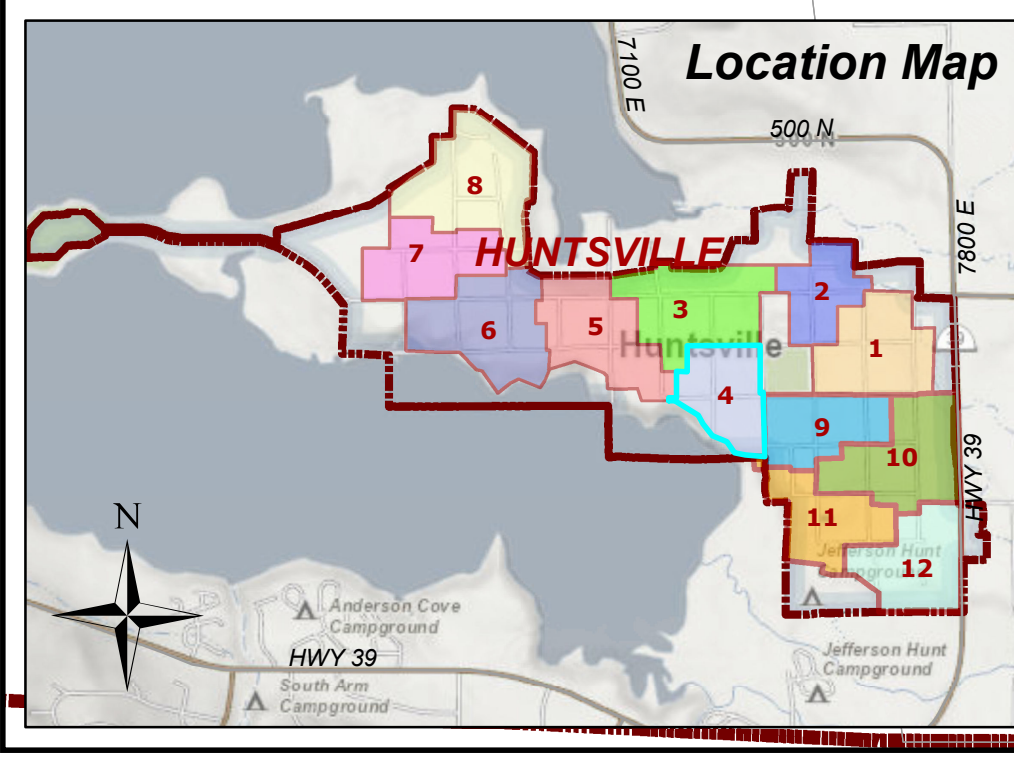 Location Map
7100 E
500 N
500 N
8
7800 E
HUNTSVILLE
7
2
3
6
5
1
Huntsville
4
9
10
HWY 39
N
11
Jefferson Hunt
Campground
12
Anderson Cove
Campground
HWY 39
Jefferson Hunt
Campground
South Arm
Campground